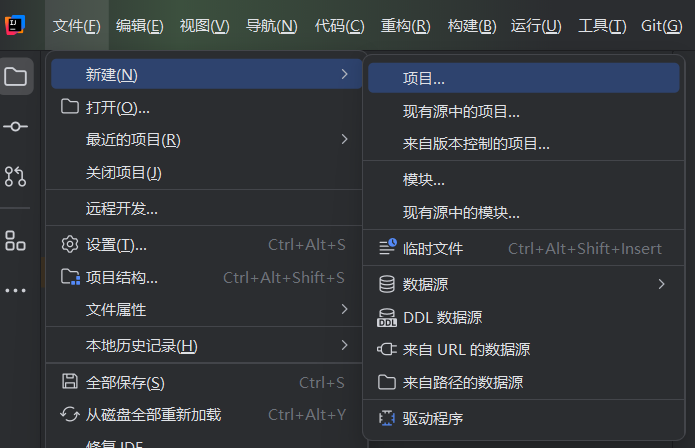 文件(F) 编辑(E) 视图(V) 导航(N) 代码(C) 重构(R) 构建(B) 运行(U) 工具(T) Git(G)
新建(N)
打开(O)...
最近的项目(R)
关闭项目(J)
远程开发...
设置(T)... Ctrl+Alt+S
项目结构... Ctrl+Alt+Shift+S
文件属性
本地历史记录(H)
全部保存(S) Ctrl+S
从磁盘全部重新加载 Ctrl+Alt+Y
项目...
现有源中的项目...
来自版本控制的项目...
模块...
现有源中的模块...
临时文件 Ctrl+Alt+Shift+Insert
数据源
DDL 数据源
来自 URL 的数据源
来自路径的数据源
驱动程序